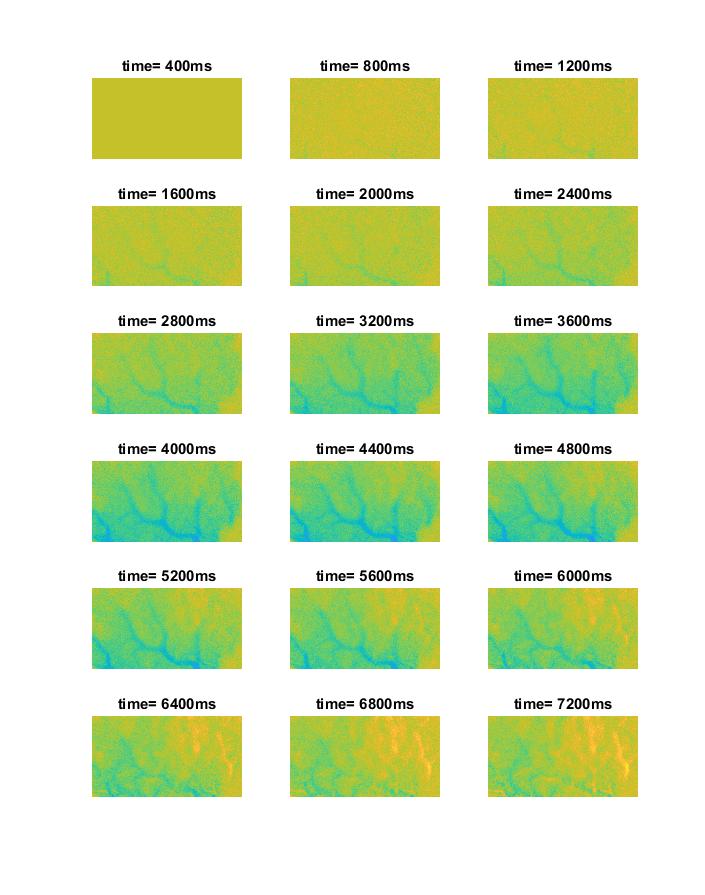 time= 400ms
time= 800ms
time= 1200ms
time= 1600ms
time= 2000ms
time= 2400ms
time= 2800ms
time= 3200ms
time= 3600ms
time= 4000ms
time= 4400ms
time= 4800ms
time= 5200ms
time= 5600ms
time= 6000ms
time= 6400ms
time= 6800ms
time= 7200ms